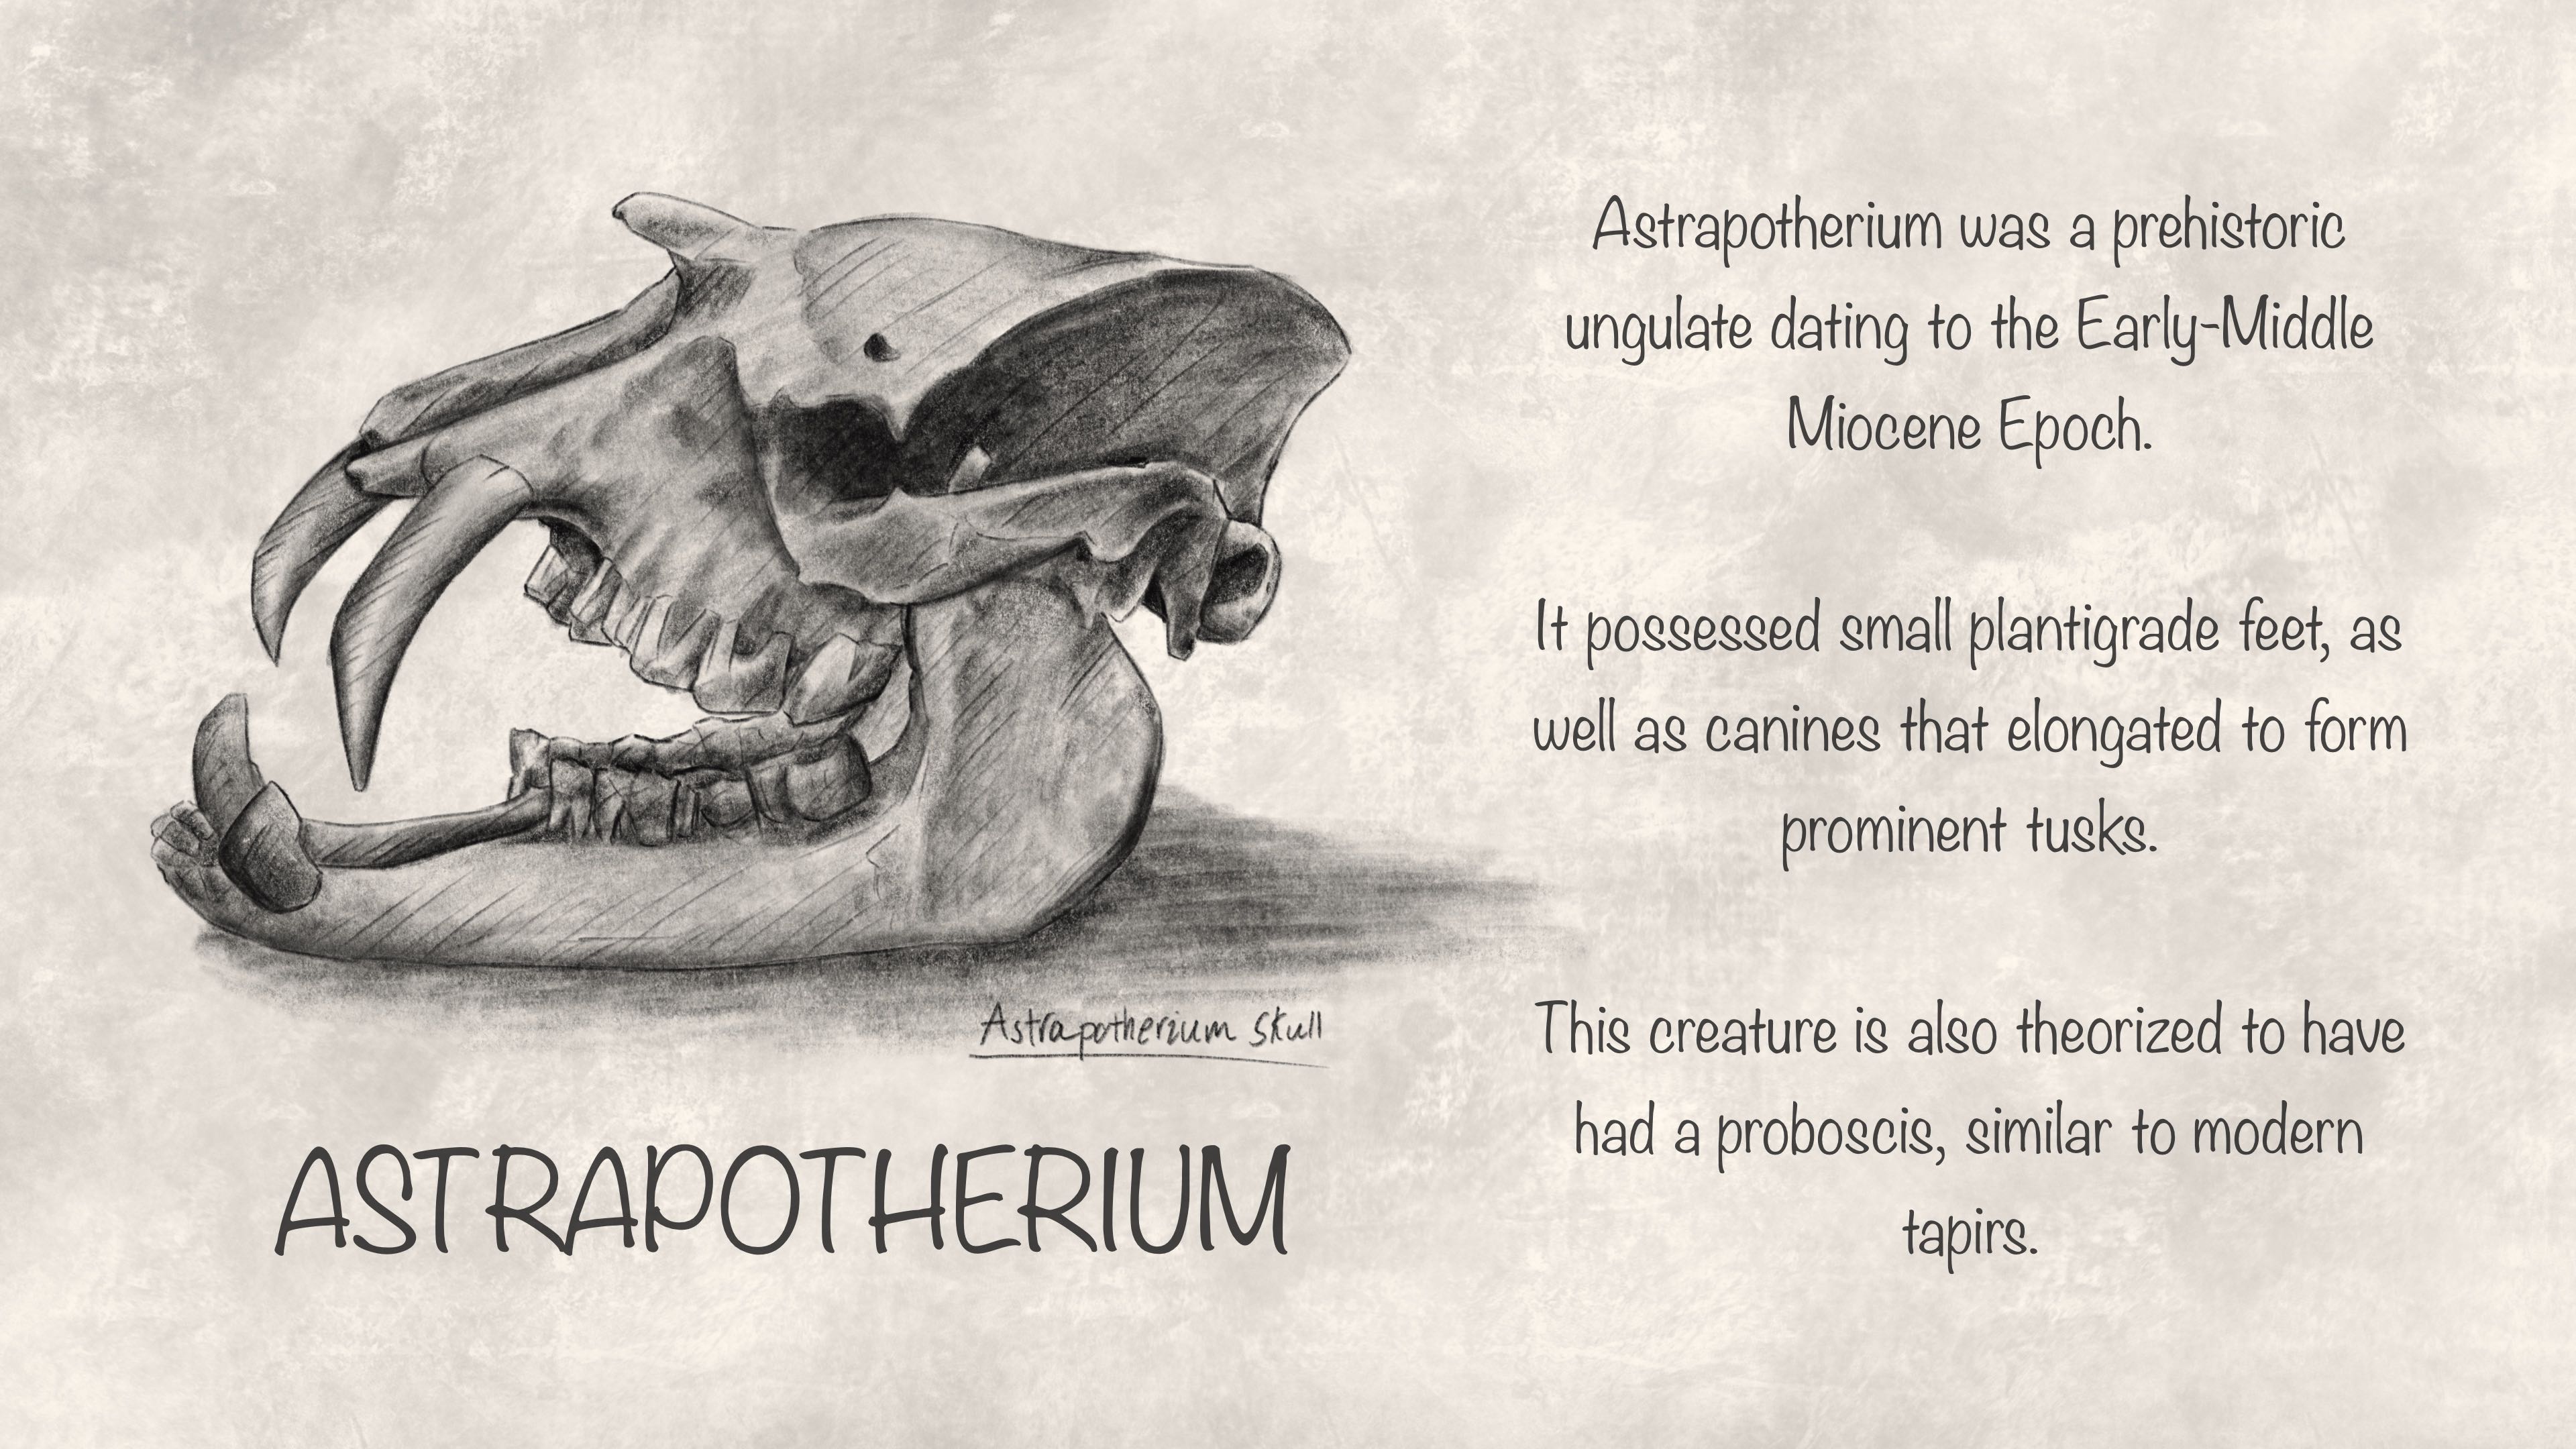 Astrapotherium Skull
ASTRAPOTHERIUM
Astrapotherium was a prehistoric
ungulate dating to the Early-Middle
Miocene Epoch.
It possessed small plantigrade feet, as
well as canines that elongated to form
prominent tusks.
This creature is also theorized to have
had a proboscis, similar to modern
tapirs.